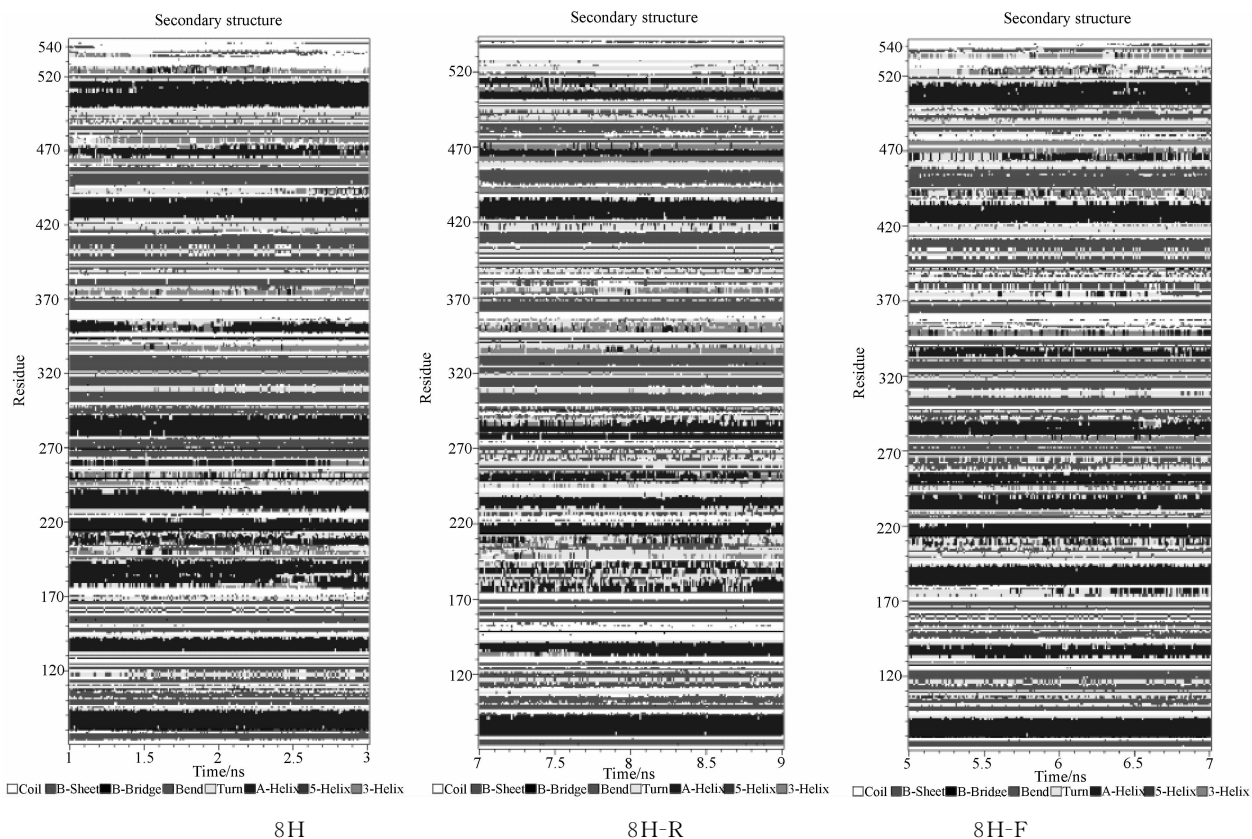 Secondary structure
540
520
470
420
370
320
270
220
170
120
Residue
1
1.5
2
2.5
3
Time/ns
Coil B-Sheet B-Bridge Bend Turn A-Helix 5-Helix 3-Helix
8H
Secondary structure
520
470
420
370
320
270
220
170
120
Residue
7
7.5
8
8.5
9
Time/ns
Coil B-Sheet B-Bridge Bend Turn A-Helix 5-Helix 3-Helix
8H-R
Secondary structure
540
520
470
420
370
320
270
220
170
120
Residue
5
5.5
6
6.5
7
Time/ns
Coil B-Sheet B-Bridge Bend Turn A-Helix 5-Helix 3-Helix
8H-F